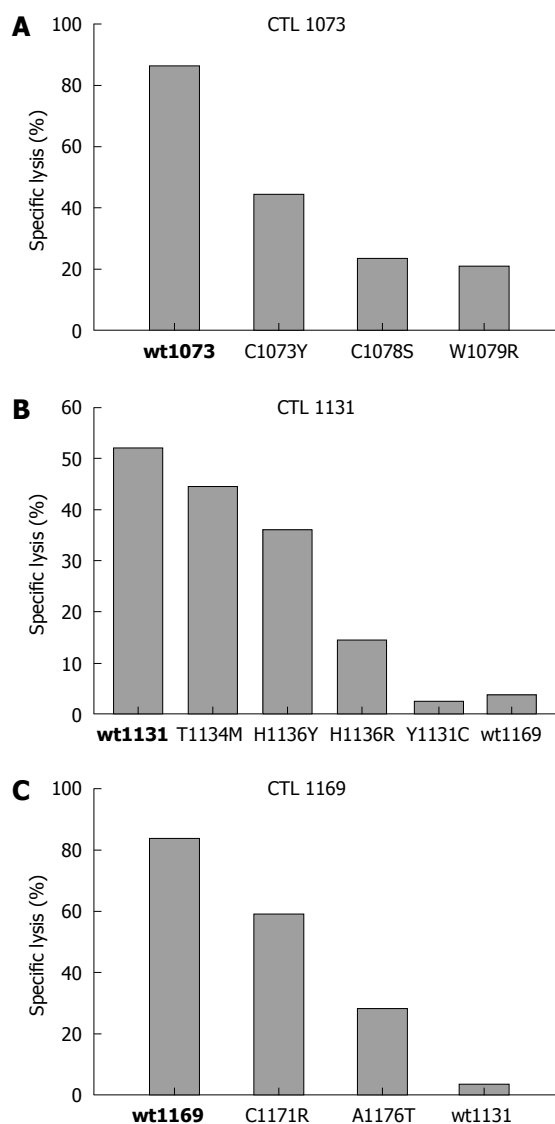 A
CTL 1073
Specific lysis (%)
100
80
60
40
20
0
wt1073 C1073Y C1078S W1079R
B
CTL 1131
Specific lysis (%)
60
50
40
30
20
10
0
wt1131 T1134M H1136Y H1136R Y1131C wt1169
C
CTL 1169
Specific lysis (%)
100
80
60
40
20
0
wt1169 C1171R A1176T wt1131